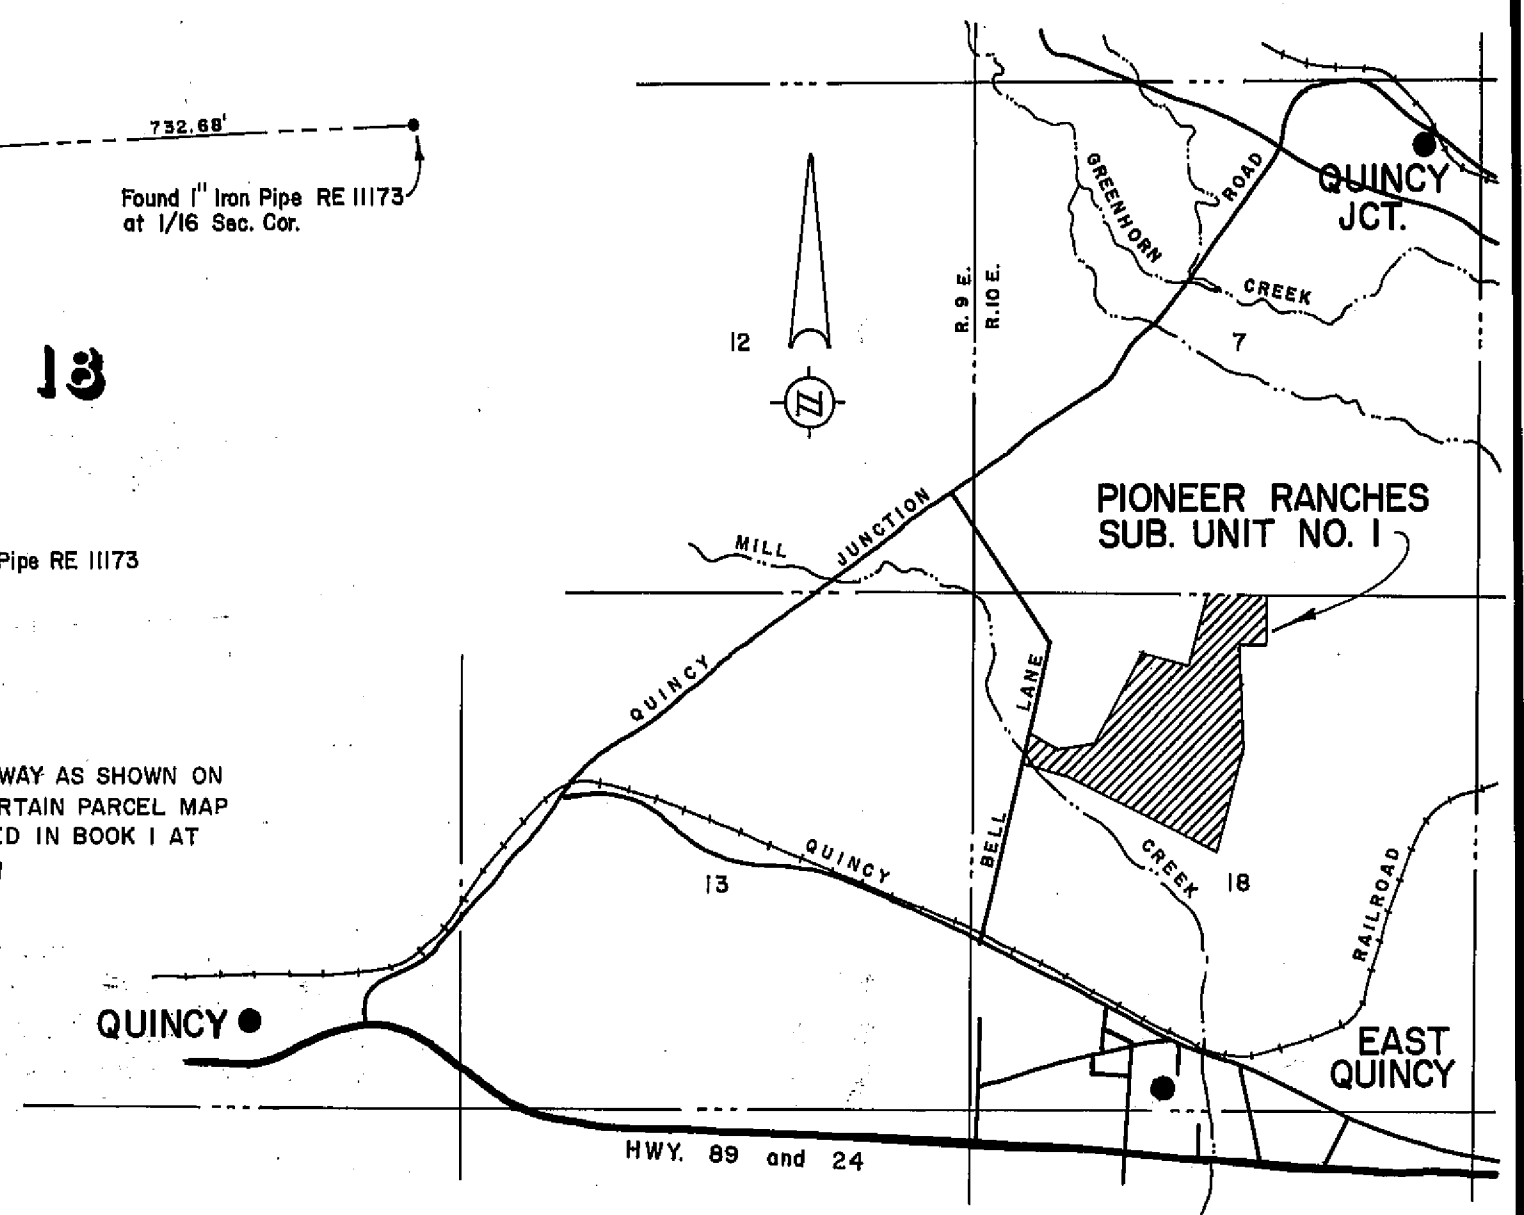 732.68'
Found 1" Iron Pipe RE 11173
at 1/16 Sec. Cor.
18
Pipe RE 11173
WAY AS SHOWN ON
RTAIN PARCEL MAP
ED IN BOOK 1 AT
QUINCY
JCT.
ROAD
GREENHORN
CREEK
R. 9 E.
R. 10 E.
12
7
PIONEER RANCHES
SUB. UNIT NO. 1
JUNCTION
MILL
QUINCY
LANE
BELL
QUINCY
13
CREEK
18
RAILROAD
QUINCY
EAST
QUINCY
HWY. 89 and 24